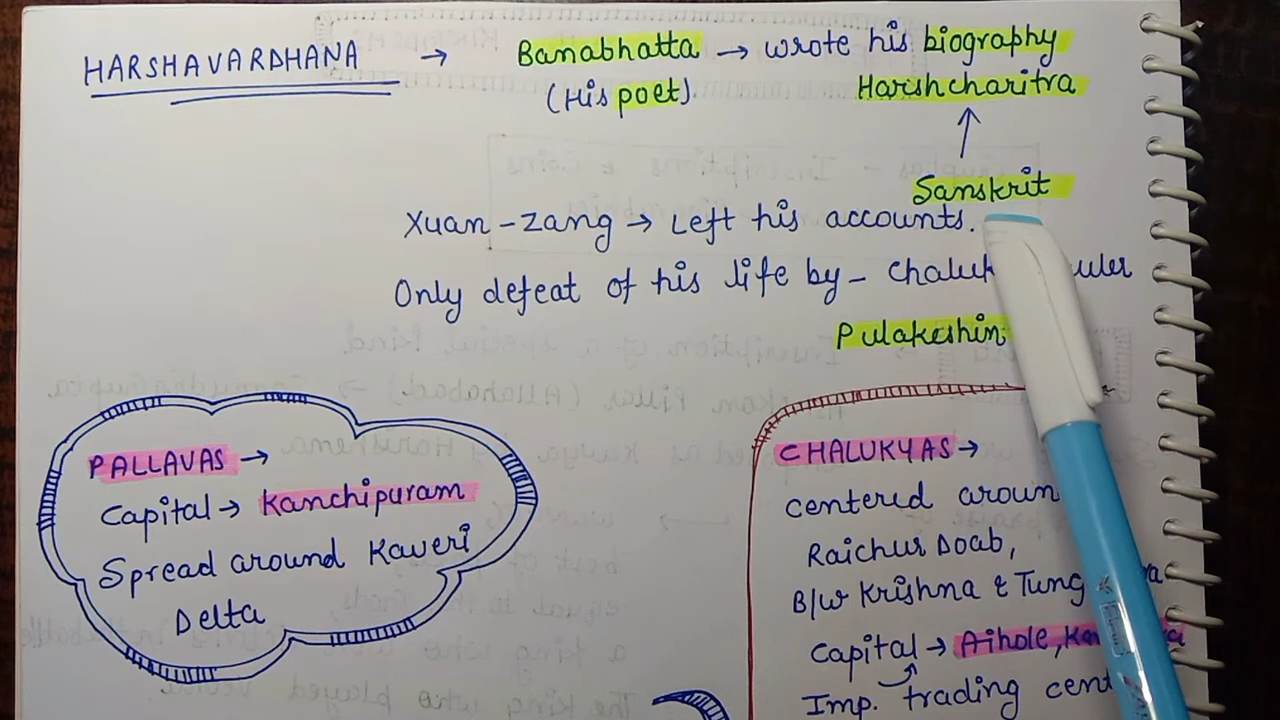 HARSHAVARDHANA → Banabhatta → wrote his biography
(His poet). Harshcharitra
Sanskrit
Xuan-zang → Left his accounts.
Only defeat of his life by - uler
Pulakeshin
PALLAVAS →
Capital → Kanchipuram
Spread around Kaveri
Delta
CHALUKYAS →
centered aroun
Raichur Doab,
B/W Krishna & Tung
Capital → Aihole,
Imp. trading cent